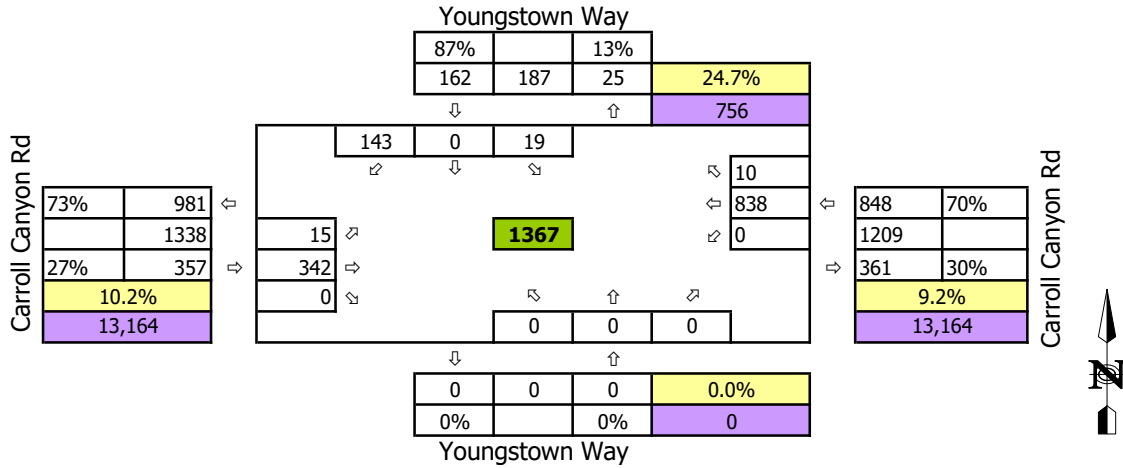 Youngstown Way
87% 13%
162 187 25 24.7%
⇩ ⇧ 756
143 0 19
⬃ ⇩ ⬂
Carroll Canyon Rd
73% 981 ⇦
1338
27% 357 ⇨
10.2%
13,164
15 ⬀
342 ⇨
0 ⬂
1367
⬁ 10
⇦ 838
⬃ 0
⇦ 848 70%
1209
⇨ 361 30%
9.2%
13,164
Carroll Canyon Rd
N
⬁ ⇧ ⬀
0 0 0
⇩ ⇧
0 0 0 0.0%
0% 0% 0
Youngstown Way